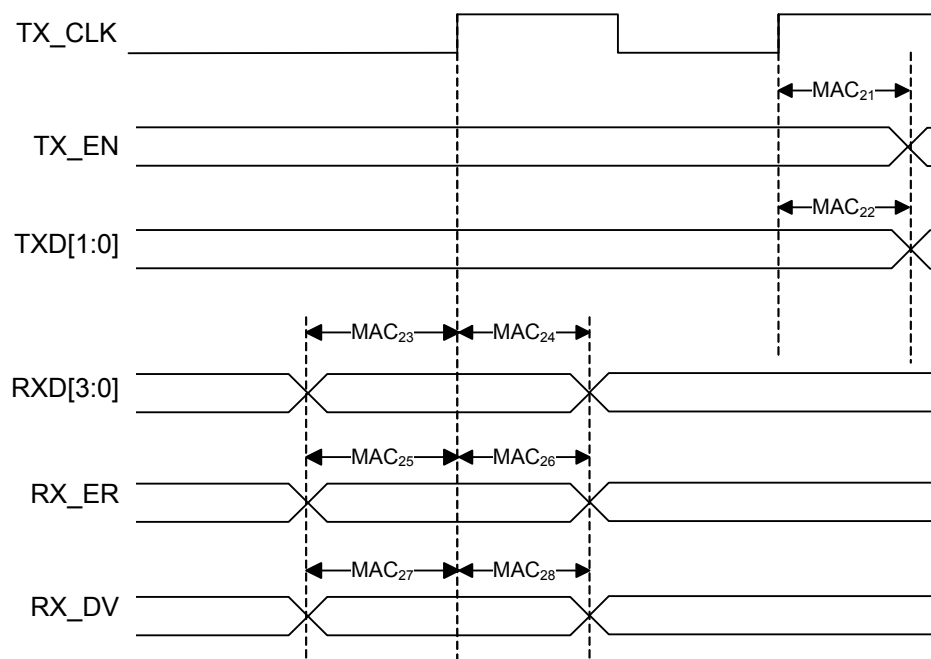 TX_CLK
MAC₂₁
TX_EN
MAC₂₂
TXD[1:0]
MAC₂₃ MAC₂₄
RXD[3:0]
MAC₂₅ MAC₂₆
RX_ER
MAC₂₇ MAC₂₈
RX_DV